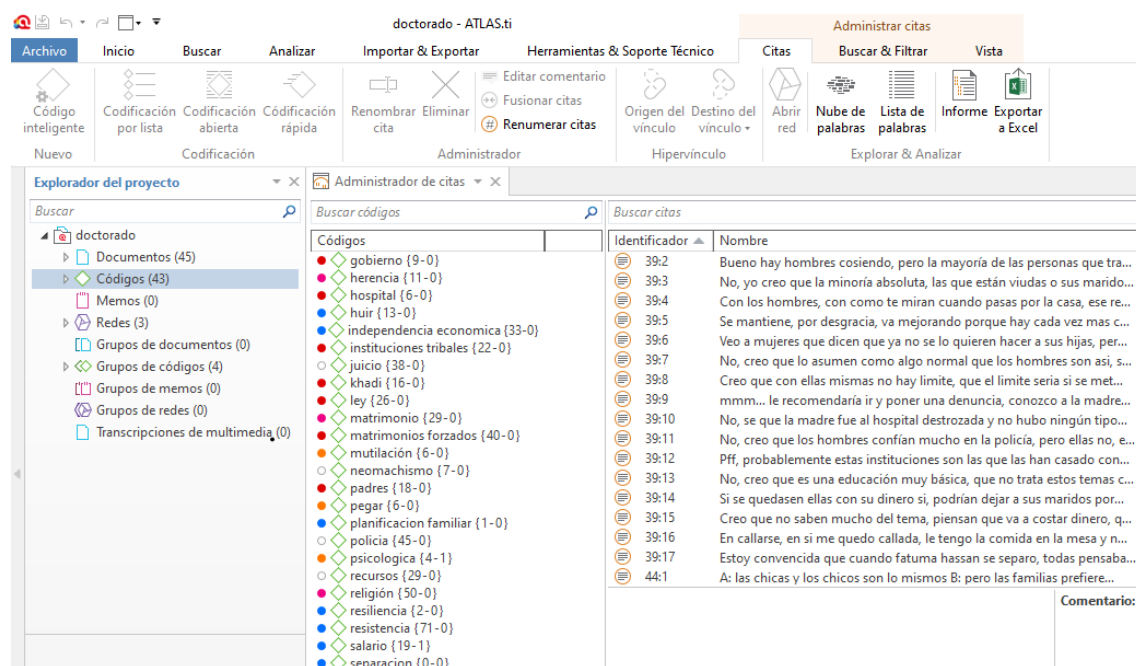 doctorado - ATLAS.ti
Administrar citas
Archivo Inicio Buscar Analizar Importar & Exportar Herramientas & Soporte Técnico Citas Buscar & Filtrar Vista
Código inteligente
Codificación por lista
Codificación abierta
Códificación rápida
Renombrar cita
Eliminar
Editar comentario
Fusionar citas
Renumerar citas
Origen del vínculo
Destino del vínculo
Abrir red
Nube de palabras
Lista de palabras
Informe
Exportar a Excel
Nuevo Codificación Administrador Hipervínculo Explorar & Analizar
Explorador del proyecto
Buscar
doctorado
Documentos (45)
Códigos (43)
Memos (0)
Redes (3)
Grupos de documentos (0)
Grupos de códigos (4)
Grupos de memos (0)
Grupos de redes (0)
Transcripciones de multimedia (0)
Administrador de citas
Buscar códigos
Códigos
gobierno {9-0}
herencia {11-0}
hospital {6-0}
huir {13-0}
independencia economica {33-0}
instituciones tribales {22-0}
juicio {38-0}
khadi {16-0}
ley {26-0}
matrimonio {29-0}
matrimonios forzados {40-0}
mutilación {6-0}
neomachismo {7-0}
padres {18-0}
pegar {6-0}
planificacion familiar {1-0}
policia {45-0}
psicologica {4-1}
recursos {29-0}
religión {50-0}
resiliencia {2-0}
resistencia {71-0}
salario {19-1}
separacion {0-0}
Buscar citas
Identificador Nombre
39:2 Bueno hay hombres cosiendo, pero la mayoría de las personas que tra...
39:3 No, yo creo que la minoría absoluta, las que están viudas o sus marido...
39:4 Con los hombres, con como te miran cuando pasas por la casa, ese re...
39:5 Se mantiene, por desgracia, va mejorando porque hay cada vez mas c...
39:6 Veo a mujeres que dicen que ya no se lo quieren hacer a sus hijas, per...
39:7 No, creo que lo asumen como algo normal que los hombres son asi, s...
39:8 Creo que con ellas mismas no hay limite, que el limite seria si se met...
39:9 mmm... le recomendaría ir y poner una denuncia, conozco a la madre...
39:10 No, se que la madre fue al hospital destrozada y no hubo ningún tipo...
39:11 No, creo que los hombres confían mucho en la policía, pero ellas no, e...
39:12 Pff, probablemente estas instituciones son las que las han casado con...
39:13 No, creo que es una educación muy básica, que no trata estos temas c...
39:14 Si se quedasen ellas con su dinero si, podrían dejar a sus maridos por...
39:15 Creo que no saben mucho del tema, piensan que va a costar dinero, q...
39:16 En callarse, en si me quedo callada, le tengo la comida en la mesa y n...
39:17 Estoy convencida que cuando fatuma hassan se separo, todas pensaba...
44:1 A: las chicas y los chicos son lo mismos B: pero las familias prefiere...
Comentario: